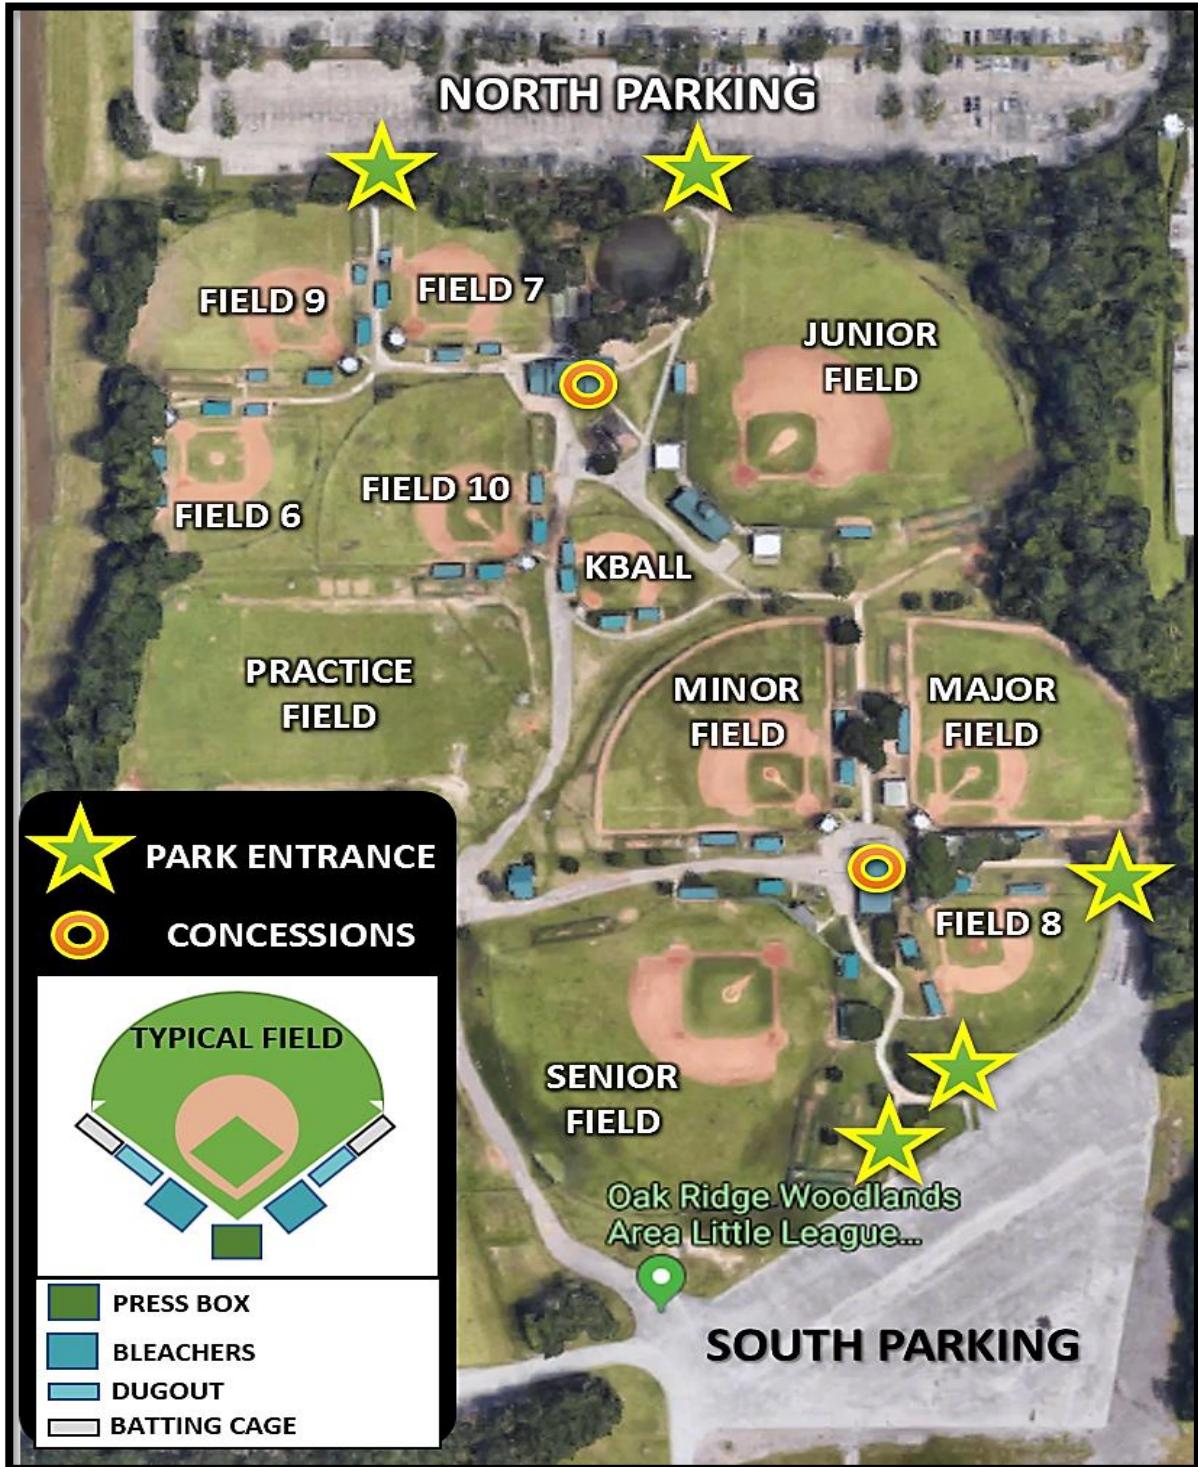 NORTH PARKING
FIELD 9
FIELD 7
JUNIOR
FIELD
FIELD 10
FIELD 6
KBALL
PRACTICE
FIELD
MINOR
FIELD
MAJOR
FIELD
PARK ENTRANCE
CONCESSIONS
FIELD 8
TYPICAL FIELD
SENIOR
FIELD
Oak Ridge Woodlands
Area Little League...
SOUTH PARKING
PRESS BOX
BLEACHERS
DUGOUT
BATTING CAGE